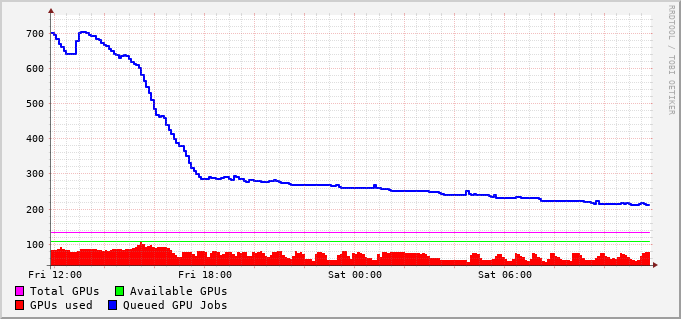 RRDTOOL / TOBI OETIKER
700
600
500
400
300
200
100
Fri 12:00 Fri 18:00 Sat 00:00 Sat 06:00
Total GPUs Available GPUs
GPUs used Queued GPU Jobs